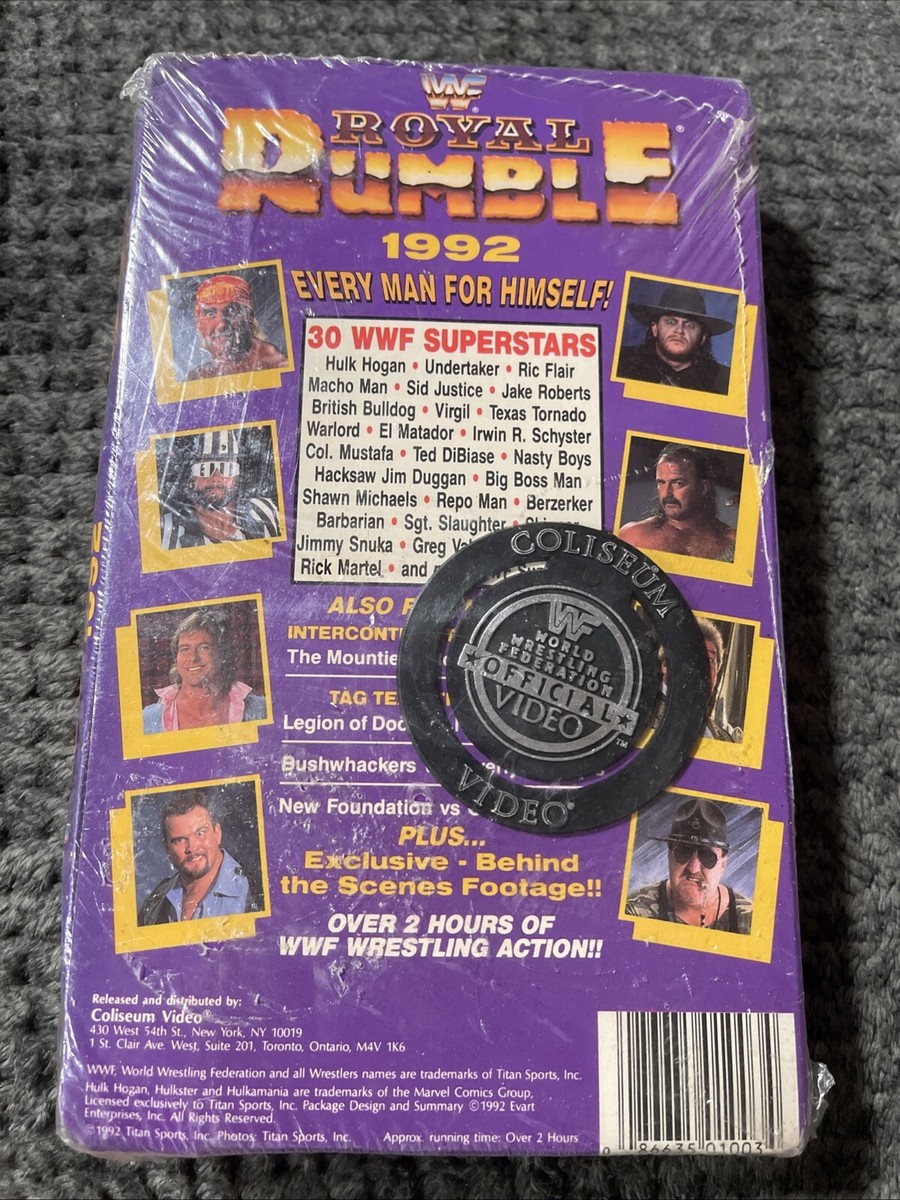 WWF
ROYAL
RUMBLE
1992
EVERY MAN FOR HIMSELF!
30 WWF SUPERSTARS
Hulk Hogan • Undertaker • Ric Flair
Macho Man • Sid Justice • Jake Roberts
British Bulldog • Virgil • Texas Tornado
Warlord • El Matador • Irwin R. Schyster
Col. Mustafa • Ted DiBiase • Nasty Boys
Hacksaw Jim Duggan • Big Boss Man
Shawn Michaels • Repo Man • Berzerker
Barbarian • Sgt. Slaughter •
Jimmy Snuka • Greg
Rick Martel • and
ALSO
The Mountie
Legion of
Bushwhackers
New Foundation vs
PLUS...
Exclusive - Behind
the Scenes Footage!!
OVER 2 HOURS OF
WWF WRESTLING ACTION!!
COLISEUM
WF
WORLD
WRESTLING
FEDERATION
OFFICIAL
VIDEO
TM
VIDEO®
Released and distributed by:
Coliseum Video®
430 West 54th St., New York, NY 10019
1 St. Clair Ave. West, Suite 201, Toronto, Ontario, M4V 1K6
WWF, World Wrestling Federation and all Wrestlers names are trademarks of Titan Sports, Inc.
Hulk Hogan, Hulkster and Hulkamania are trademarks of the Marvel Comics Group,
Licensed exclusively to Titan Sports, Inc. Package Design and Summary ©1992 Evart
Enterprises, Inc. All Rights Reserved.
©1992 Titan Sports, Inc. Photos: Titan Sports, Inc. Approx. running time: Over 2 Hours
0 86635 01003